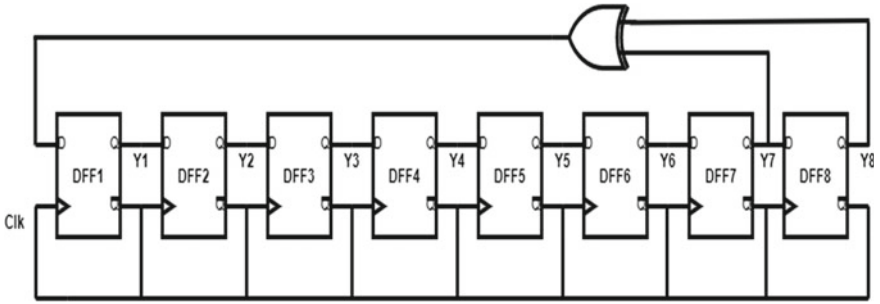 D Q D Q D Q D Q D Q D Q D Q D Q
Y1 Y2 Y3 Y4 Y5 Y6 Y7 Y8
DFF1 DFF2 DFF3 DFF4 DFF5 DFF6 DFF7 DFF8
Q Q Q Q Q Q Q Q
Clk